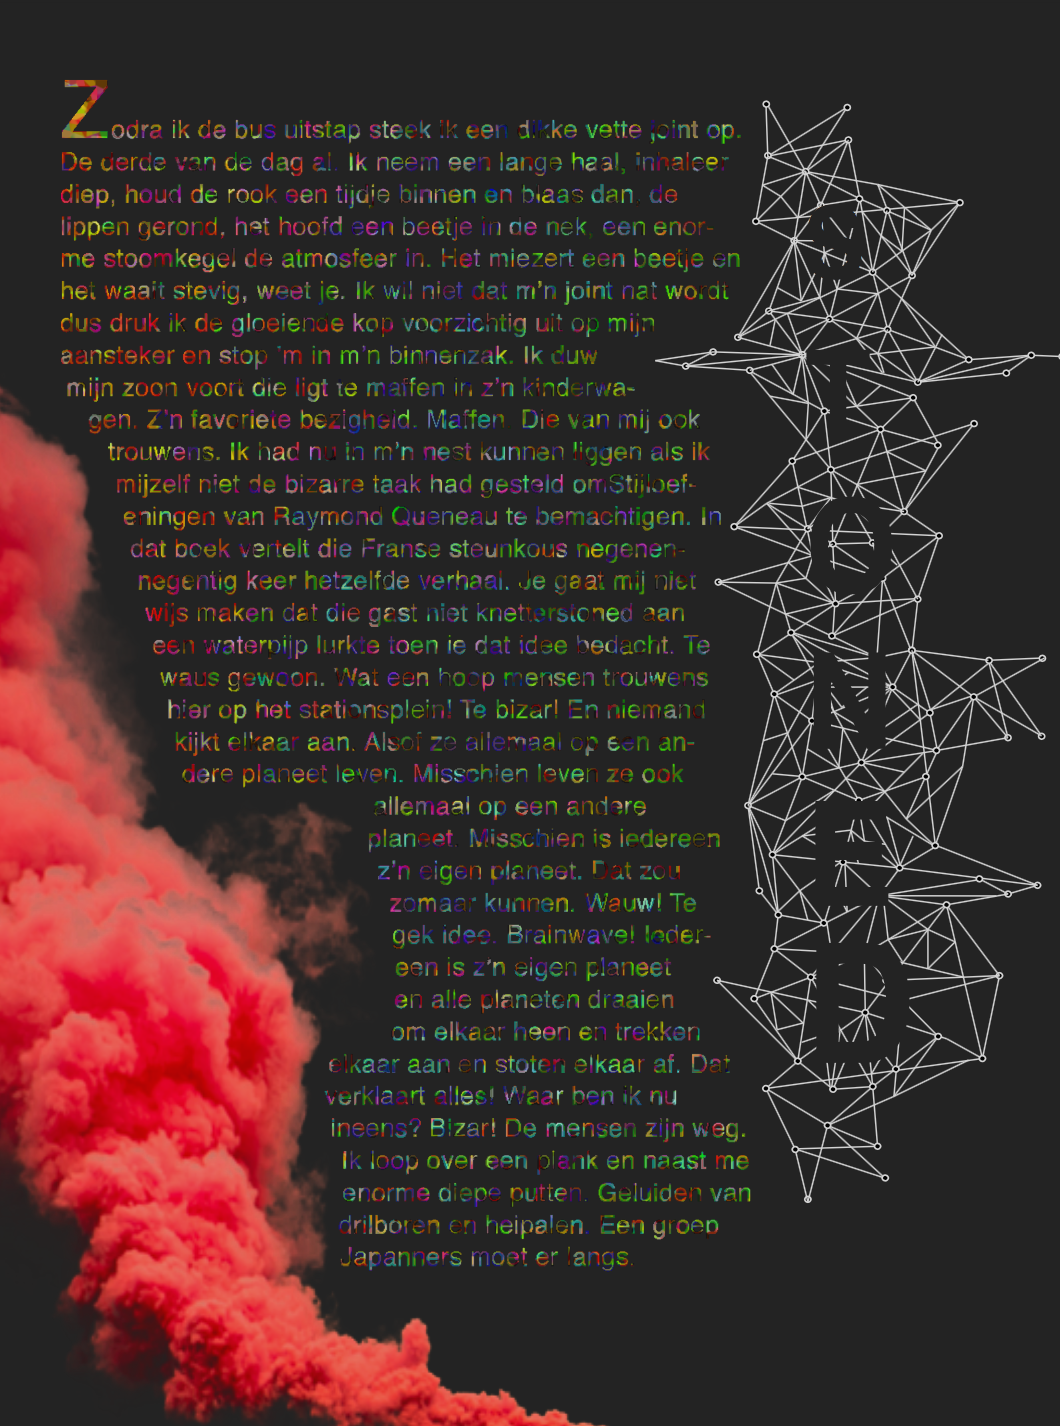 Zodra ik de bus uitstap steek ik een dikke vette joint op.
De derde van de dag al. Ik neem een lange haal, inhaleer
diep, houd de rook een tijdje binnen en blaas dan, de
lippen gerond, het hoofd een beetje in de nek, een enor-
me stoomkegel de atmosfeer in. Het miezert een beetje en
het waait stevig, weet je. Ik wil niet dat m'n joint nat wordt
dus druk ik de gloeiende kop voorzichtig uit op mijn
aansteker en stop 'm in m'n binnenzak. Ik duw
mijn zoon voort die ligt te maffen in z'n kinderwa-
gen. Z'n favoriete bezigheid. Maffen. Die van mij ook
trouwens. Ik had nu in m'n nest kunnen liggen als ik
mijzelf niet de bizarre taak had gesteld om Stijloef-
eningen van Raymond Queneau te bemachtigen. In
dat boek vertelt die Franse steunkous negenen-
negentig keer hetzelfde verhaal. Je gaat mij niet
wijs maken dat die gast niet knetterstoned aan
een waterpijp lurkte toen ie dat idee bedacht. Te
waus gewoon. Wat een hoop mensen trouwens
hier op het stationsplein! Te bizar! En niemand
kijkt elkaar aan. Alsof ze allemaal op een an-
dere planeet leven. Misschien leven ze ook
allemaal op een andere
planeet. Misschien is iedereen
z'n eigen planeet. Dat zou
zomaar kunnen. Wauw! Te
gek idee. Brainwave! Ieder-
een is z'n eigen planeet
en alle planeten draaien
om elkaar heen en trekken
elkaar aan en stoten elkaar af. Dat
verklaart alles! Waar ben ik nu
ineens? Bizar! De mensen zijn weg.
Ik loop over een plank en naast me
enorme diepe putten. Geluiden van
drilboren en heipalen. Een groep
Japanners moet er langs.